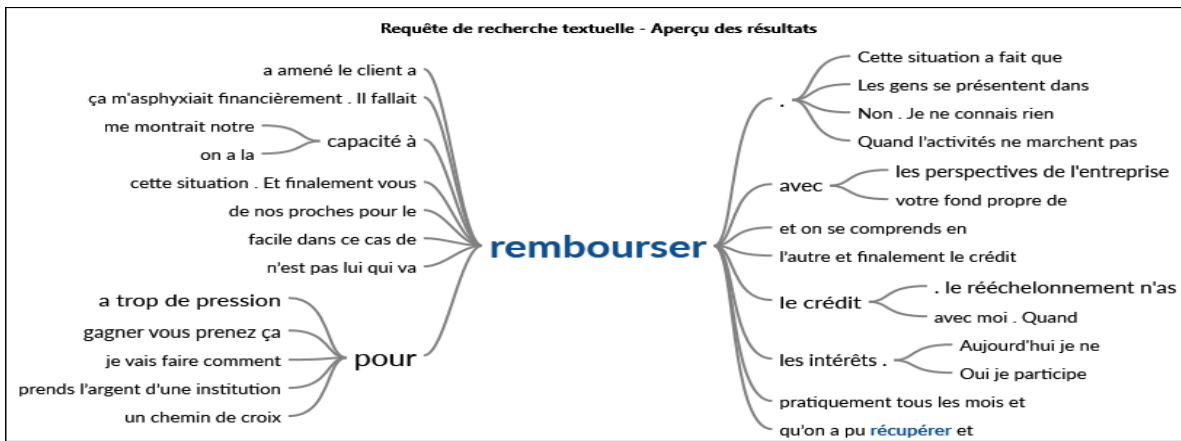 Requête de recherche textuelle - Aperçu des résultats
a amené le client a
ça m'asphyxiait financièrement . Il fallait
me montrait notre
on a la
capacité à
cette situation . Et finalement vous
de nos proches pour le
facile dans ce cas de
n'est pas lui qui va
a trop de pression
gagner vous prenez ça
je vais faire comment
prends l'argent d'une institution
un chemin de croix
pour
rembourser
.
Cette situation a fait que
Les gens se présentent dans
Non . Je ne connais rien
Quand l'activités ne marchent pas
avec
les perspectives de l'entreprise
votre fond propre de
et on se comprends en
l'autre et finalement le crédit
le crédit
. le rééchelonnement n'as
avec moi . Quand
les intérêts .
Aujourd'hui je ne
Oui je participe
pratiquement tous les mois et
qu'on a pu récupérer et